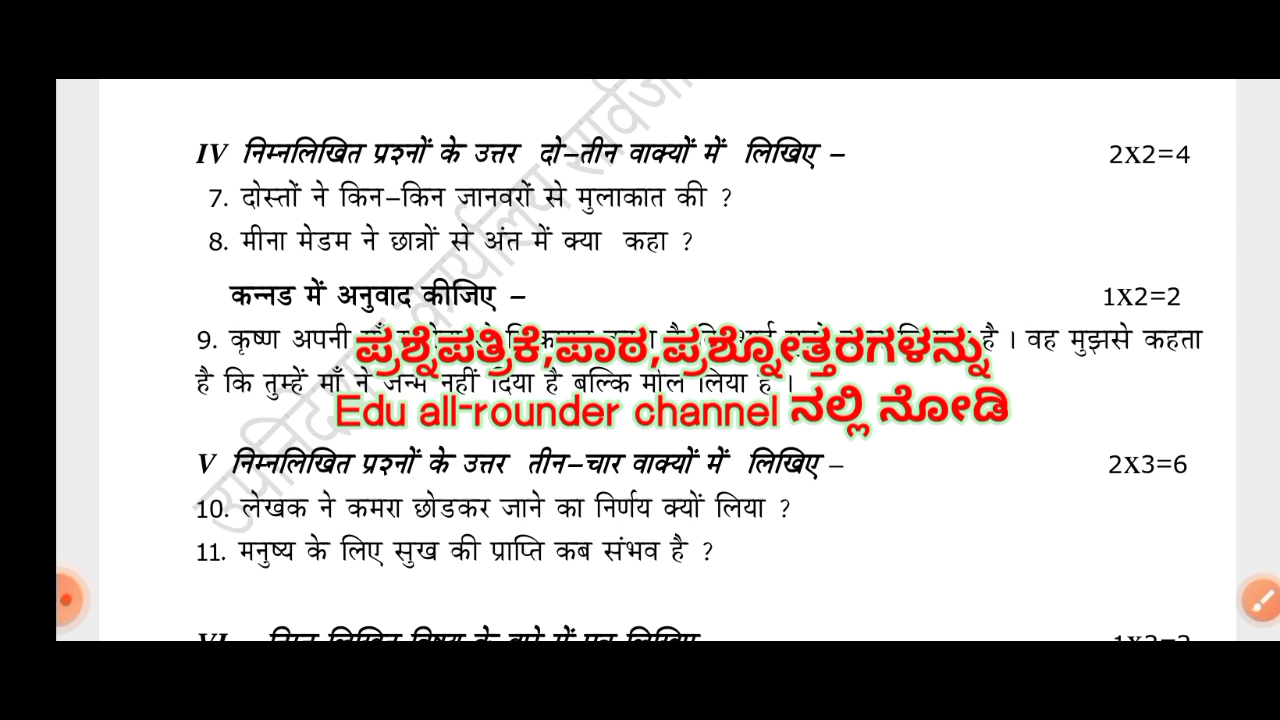 IV निम्नलिखित प्रश्नों के उत्तर दो–तीन वाक्यों में लिखिए – 2X2=4
7. दोस्तों ने किन–किन जानवरों से मुलाकात की ?
8. मीना मेडम ने छात्रों से अंत में क्या कहा ?
कन्नड में अनुवाद कीजिए – 1X2=2
9. कृष्ण अपनी है । वह मुझसे कहता
ಪ್ರಶ್ನೆಪತ್ರಿಕೆ,ಪಾಠ,ಪ್ರಶ್ನೋತ್ತರಗಳನ್ನು
है कि तुम्हें माँ ने जन्म नहीं दिया है बल्कि मोल लिया है ।
Edu all-rounder channel ನಲ್ಲಿ ನೋಡಿ
V निम्नलिखित प्रश्नों के उत्तर तीन–चार वाक्यों में लिखिए – 2X3=6
10. लेखक ने कमरा छोडकर जाने का निर्णय क्यों लिया ?
11. मनुष्य के लिए सुख की प्राप्ति कब संभव है ?